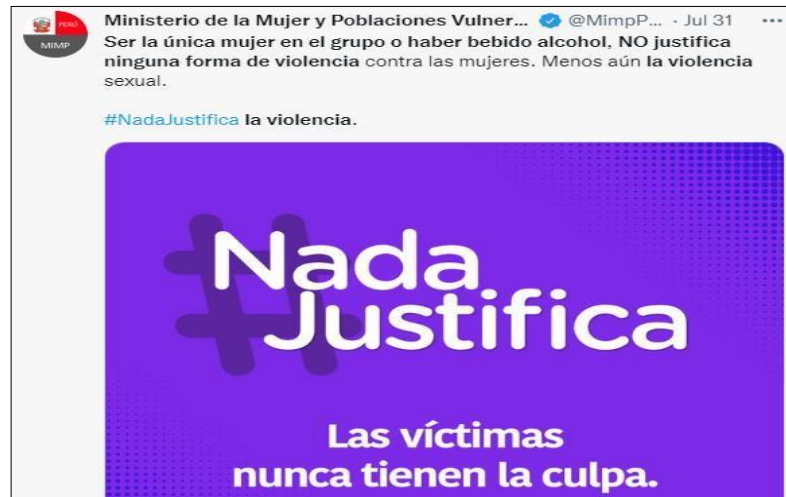 PERÚ
MIMP
Ministerio de la Mujer y Poblaciones Vulner... @MimpP... · Jul 31 ...
Ser la única mujer en el grupo o haber bebido alcohol, NO justifica
ninguna forma de violencia contra las mujeres. Menos aún la violencia
sexual.
#NadaJustifica la violencia.
#Nada
Justifica
Las víctimas
nunca tienen la culpa.